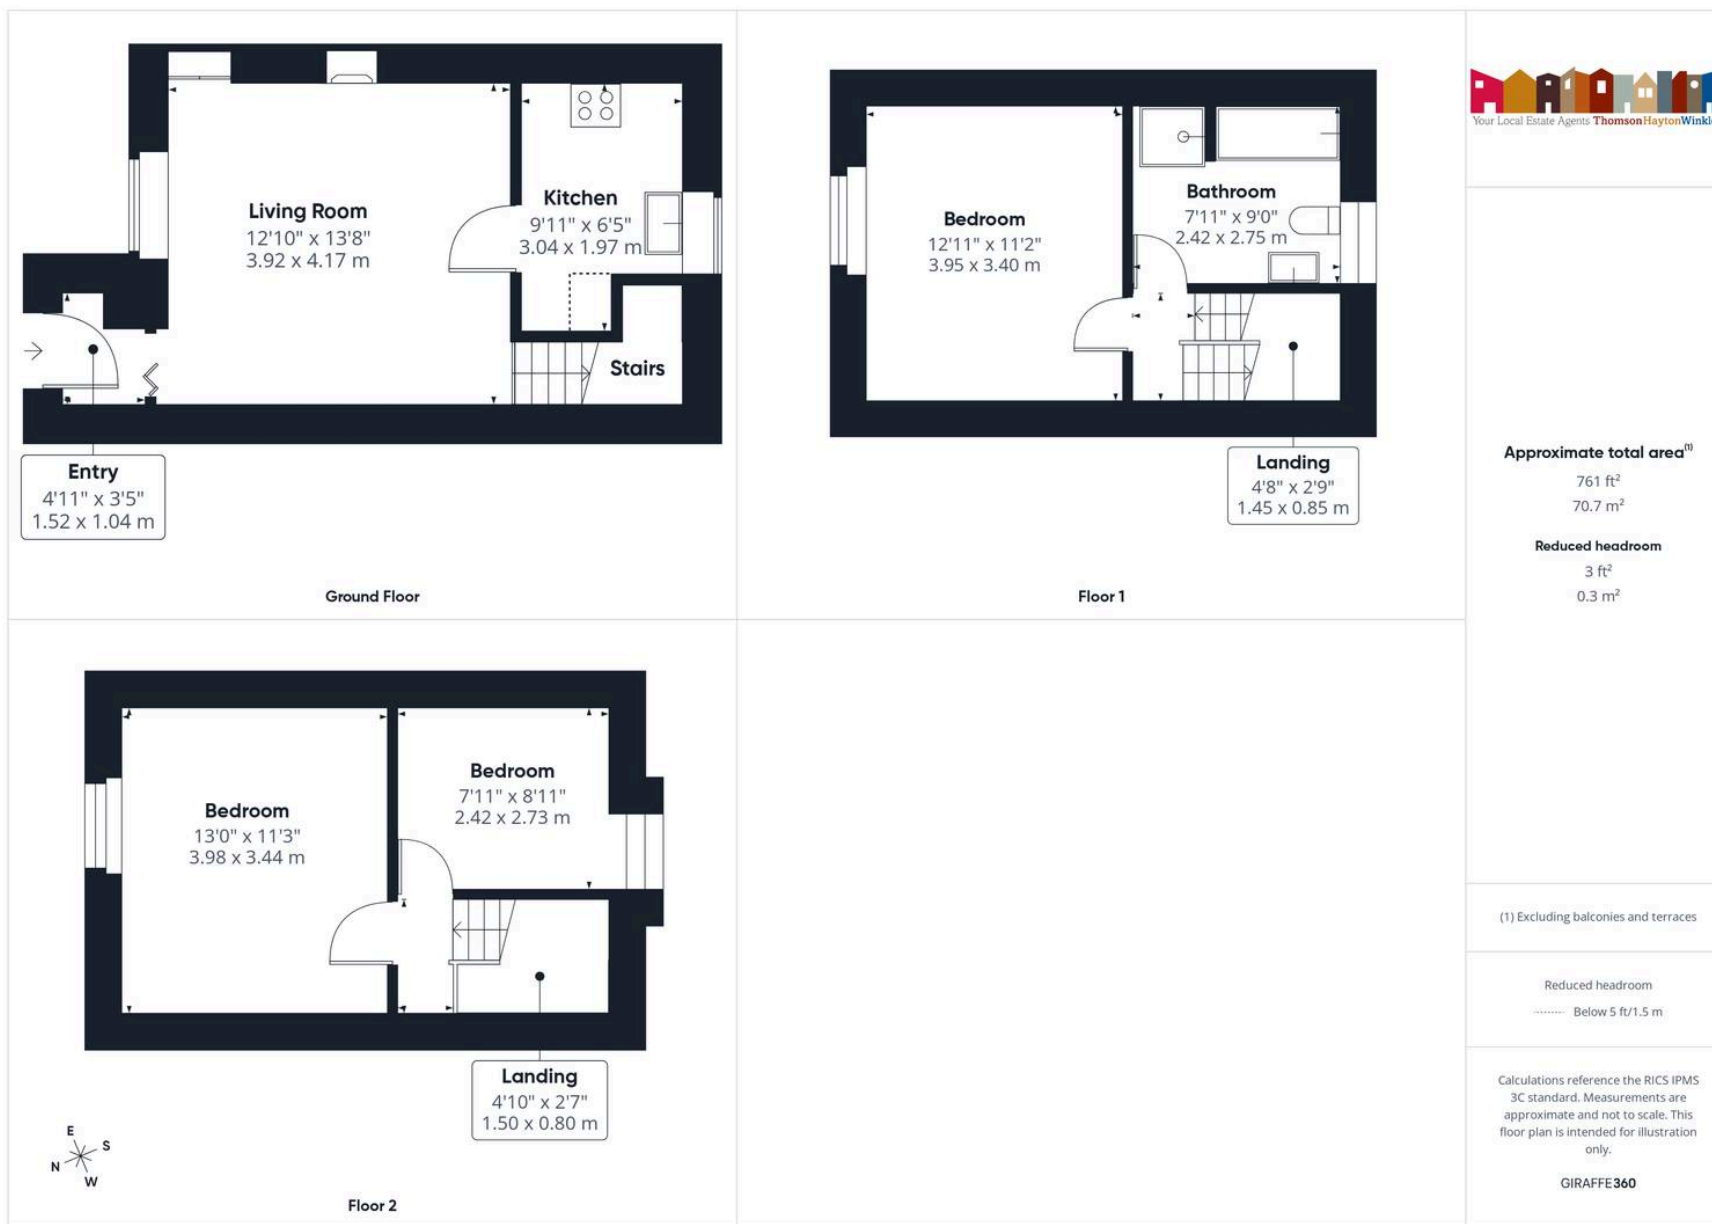 Living Room
12'10" x 13'8"
3.92 x 4.17 m
Kitchen
9'11" x 6'5"
3.04 x 1.97 m
Stairs
Entry
4'11" x 3'5"
1.52 x 1.04 m
Ground Floor
Bedroom
12'11" x 11'2"
3.95 x 3.40 m
Bathroom
7'11" x 9'0"
2.42 x 2.75 m
Landing
4'8" x 2'9"
1.45 x 0.85 m
Floor 1
Bedroom
13'0" x 11'3"
3.98 x 3.44 m
Bedroom
7'11" x 8'11"
2.42 x 2.73 m
Landing
4'10" x 2'7"
1.50 x 0.80 m
E
S
N
W
Floor 2
Your Local Estate Agents ThomsonHaytonWinkl
Approximate total area(1)
761 ft²
70.7 m²
Reduced headroom
3 ft²
0.3 m²
(1) Excluding balconies and terraces
Reduced headroom
Below 5 ft/1.5 m
Calculations reference the RICS IPMS
3C standard. Measurements are
approximate and not to scale. This
floor plan is intended for illustration
only.
GIRAFFE360